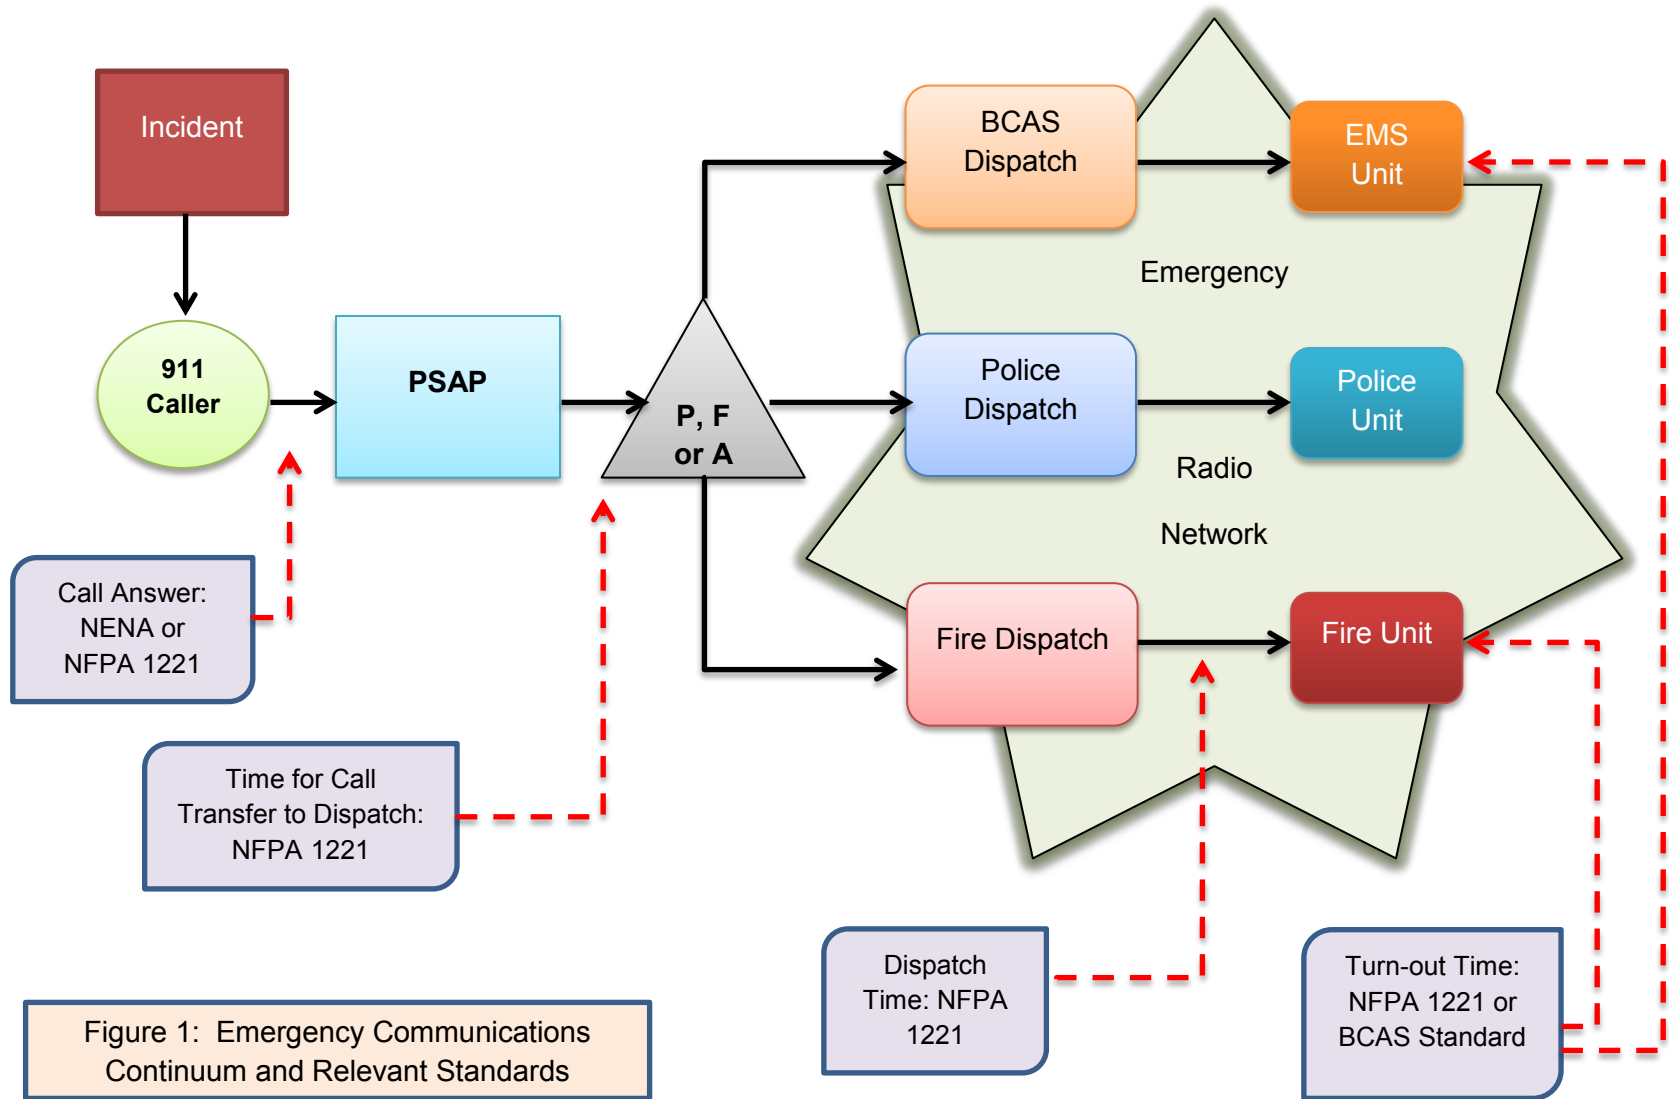 Incident
911
Caller
PSAP
P, F
or A
BCAS
Dispatch
EMS
Unit
Emergency
Police
Dispatch
Police
Unit
Radio
Network
Fire Dispatch
Fire Unit
Call Answer:
NENA or
NFPA 1221
Time for Call
Transfer to Dispatch:
NFPA 1221
Dispatch
Time: NFPA
1221
Turn-out Time:
NFPA 1221 or
BCAS Standard
Figure 1:  Emergency Communications
Continuum and Relevant Standards